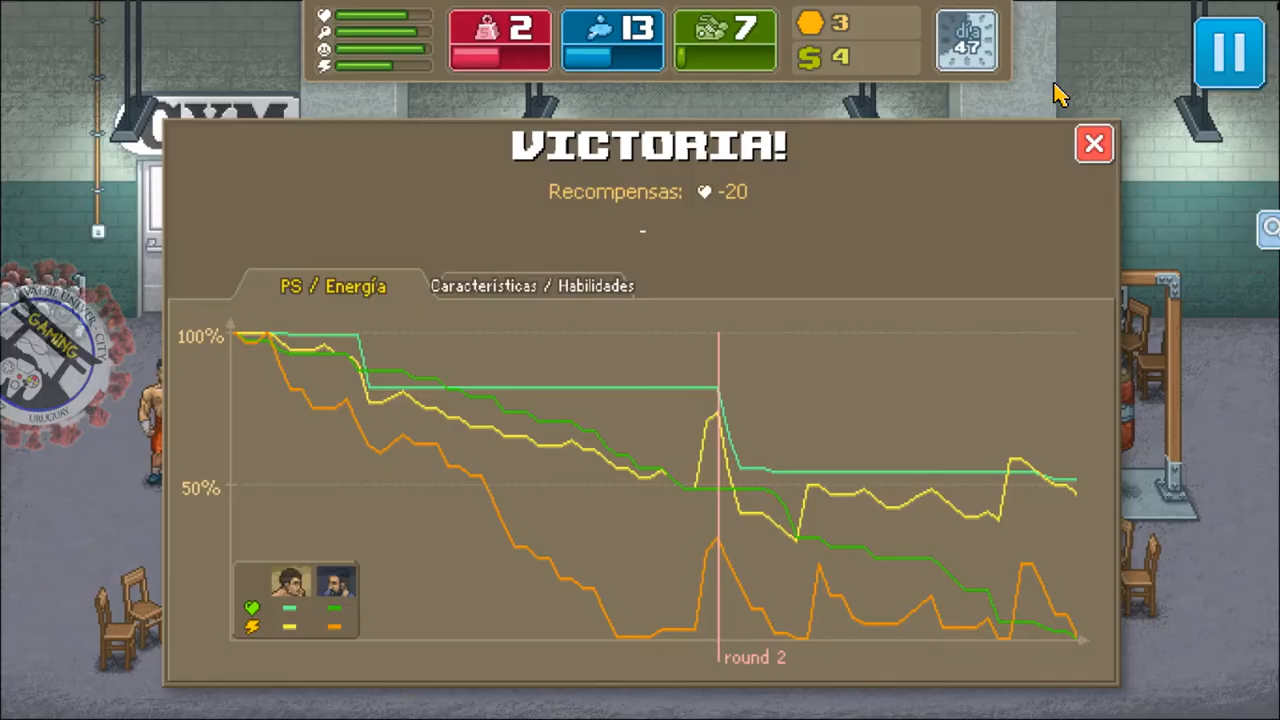 2
13
7
3
4
día
47
GYM
VICTORIA!
Recompensas: -20
-
PS / Energía
Características / Habilidades
100%
50%
round 2
GAMING
URUGUAY